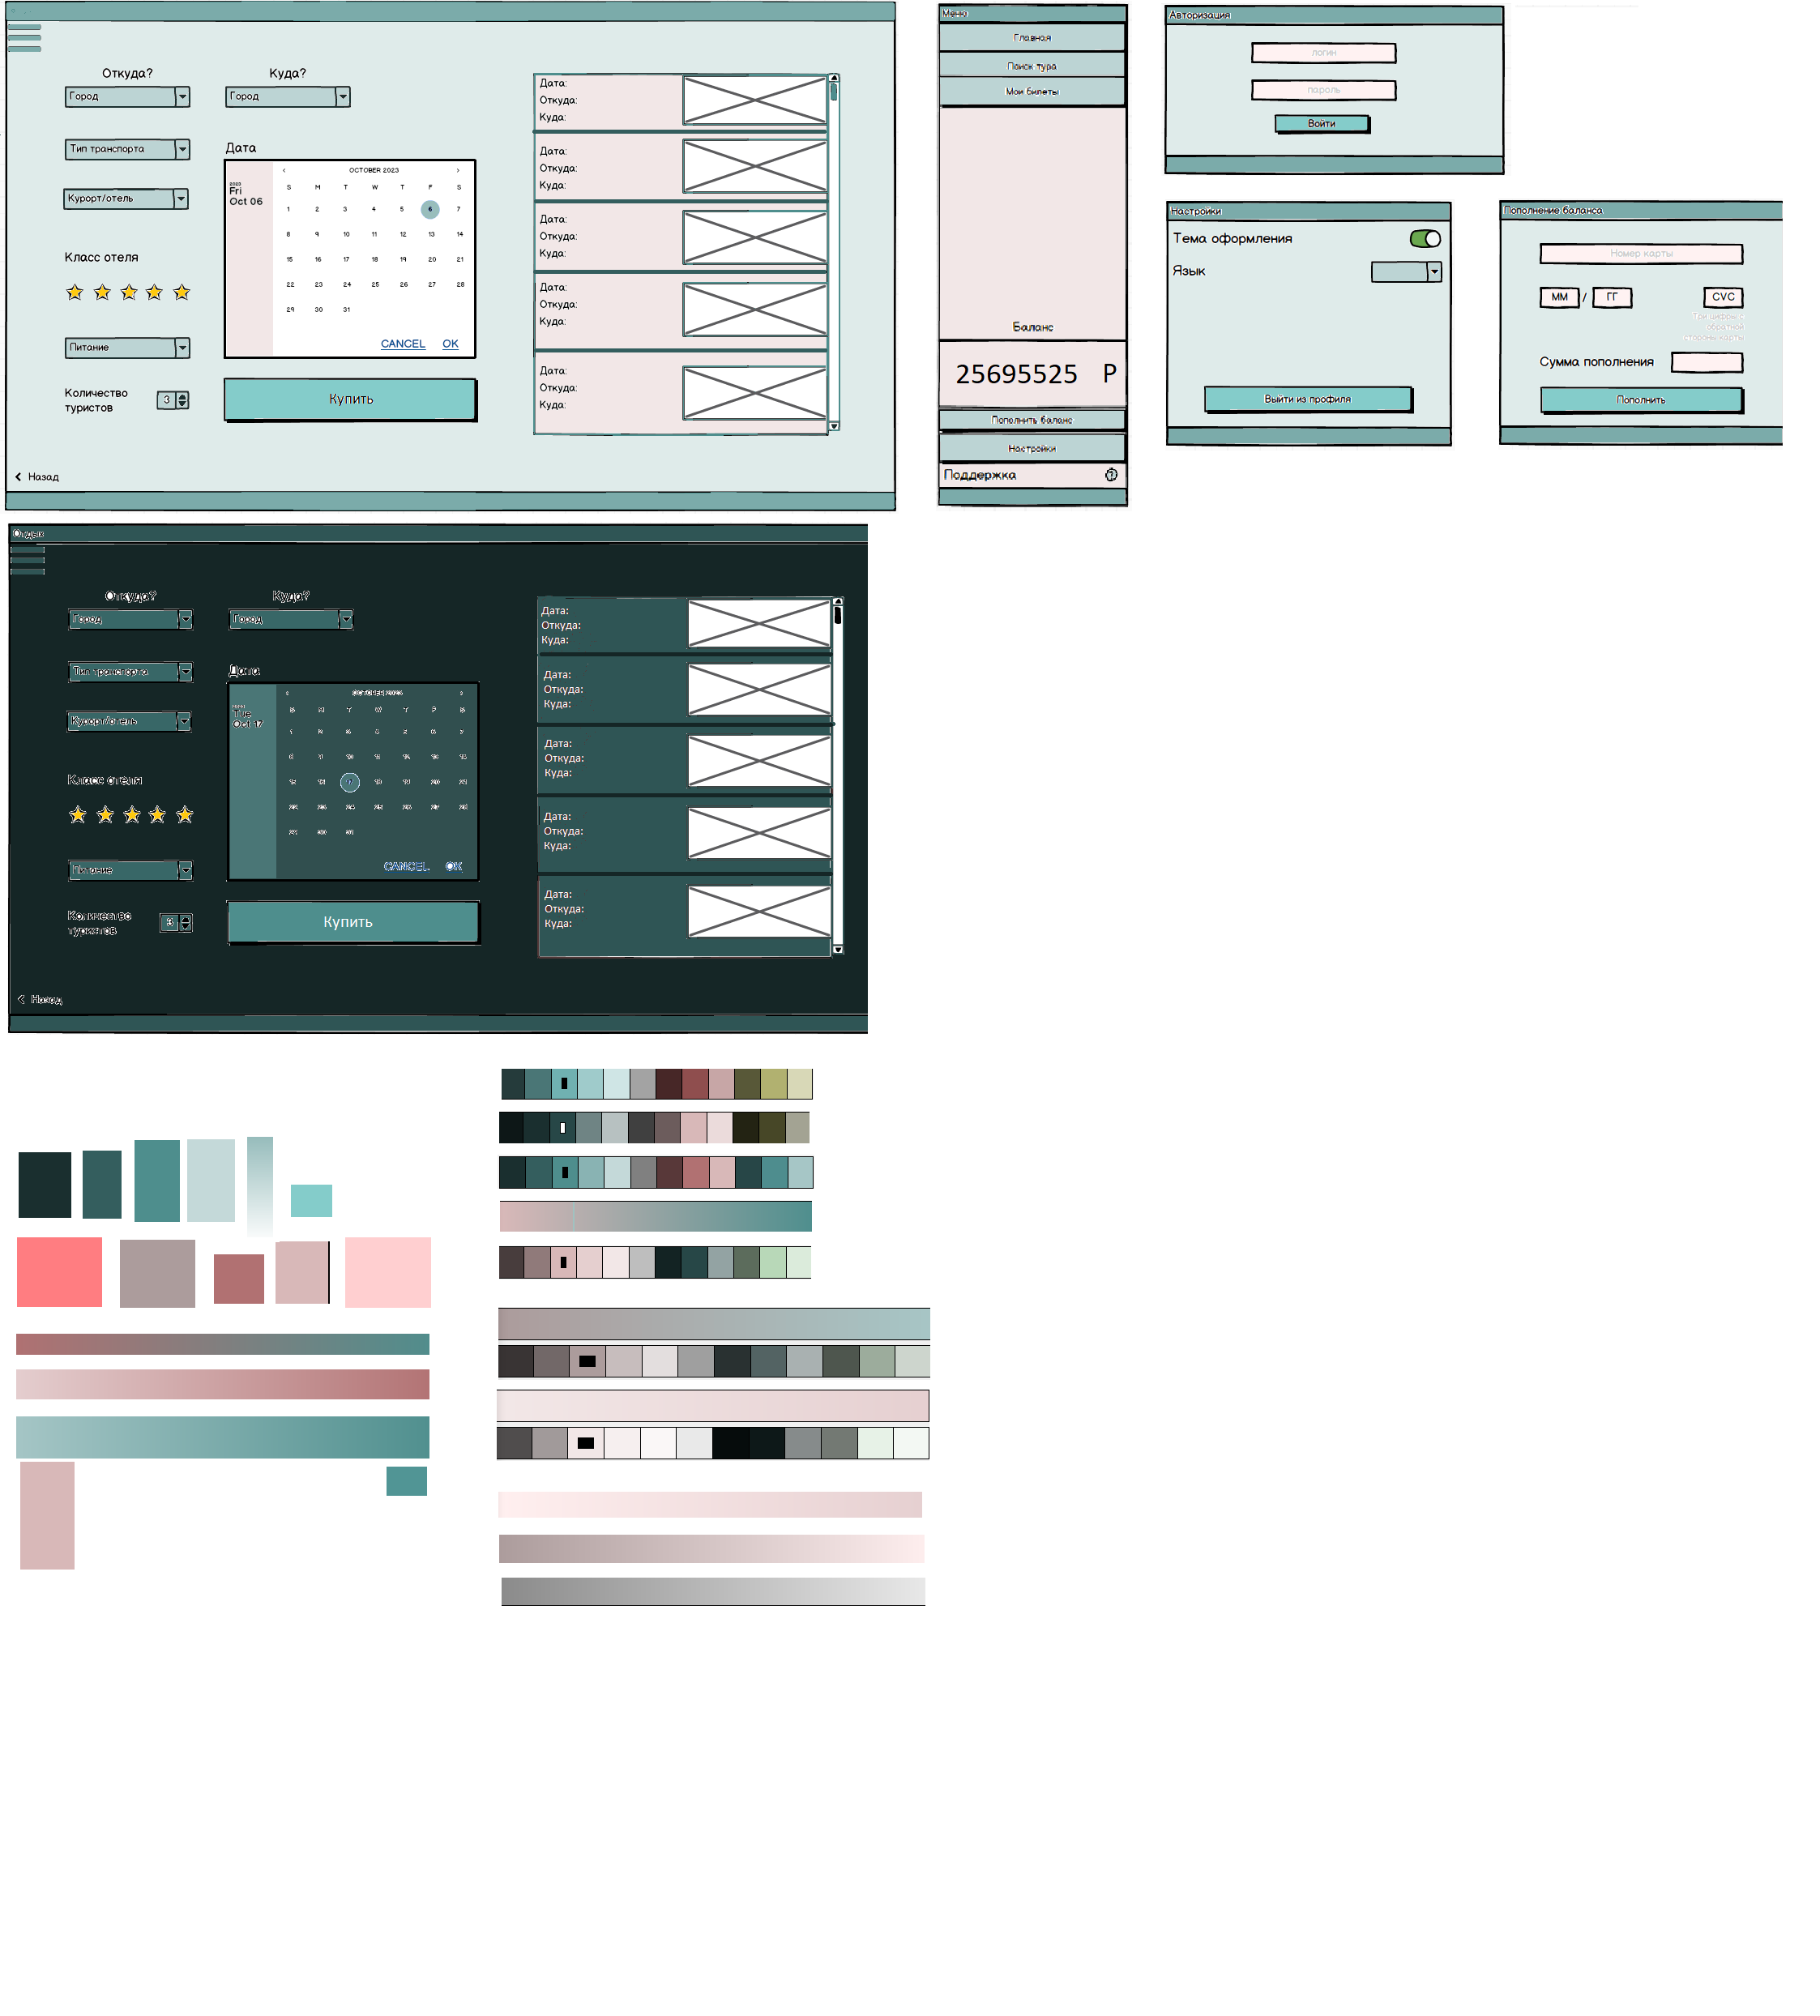 Откуда?
Куда?
Город
Город
Тип транспорта
Курорт/отель
Дата
OCTOBER 2023
2023
Fri
Oct 06
S M T W T F S
1 2 3 4 5 6 7
8 9 10 11 12 13 14
15 16 17 18 19 20 21
22 23 24 25 26 27 28
29 30 31
CANCEL OK
Класс отеля
Питание
Количество
туристов
3
Купить
Назад
Дата:
Откуда:
Куда:
Дата:
Откуда:
Куда:
Дата:
Откуда:
Куда:
Дата:
Откуда:
Куда:
Дата:
Откуда:
Куда:
Меню
Главная
Поиск тура
Мои билеты
Баланс
25695525 Р
Пополнить баланс
Настройки
Поддержка
?
Авторизация
логин
пароль
Войти
Настройки
Тема оформления
Язык
Выйти из профиля
Пополнение баланса
Номер карты
ММ / ГГ
CVC
Три цифры с
обратной
стороны карты
Сумма пополнения
Пополнить
Отдых
Откуда?
Куда?
Город
Город
Тип транспорта
Курорт/отель
Дата
Tue
Oct 17
CANCEL OK
Класс отеля
Питание
Количество
туристов
3
Купить
Назад
Дата:
Откуда:
Куда:
Дата:
Откуда:
Куда:
Дата:
Откуда:
Куда:
Дата:
Откуда:
Куда:
Дата:
Откуда:
Куда: